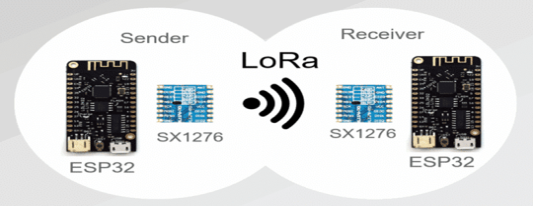 Sender
Receiver
LoRa
SX1276
SX1276
ESP32
ESP32